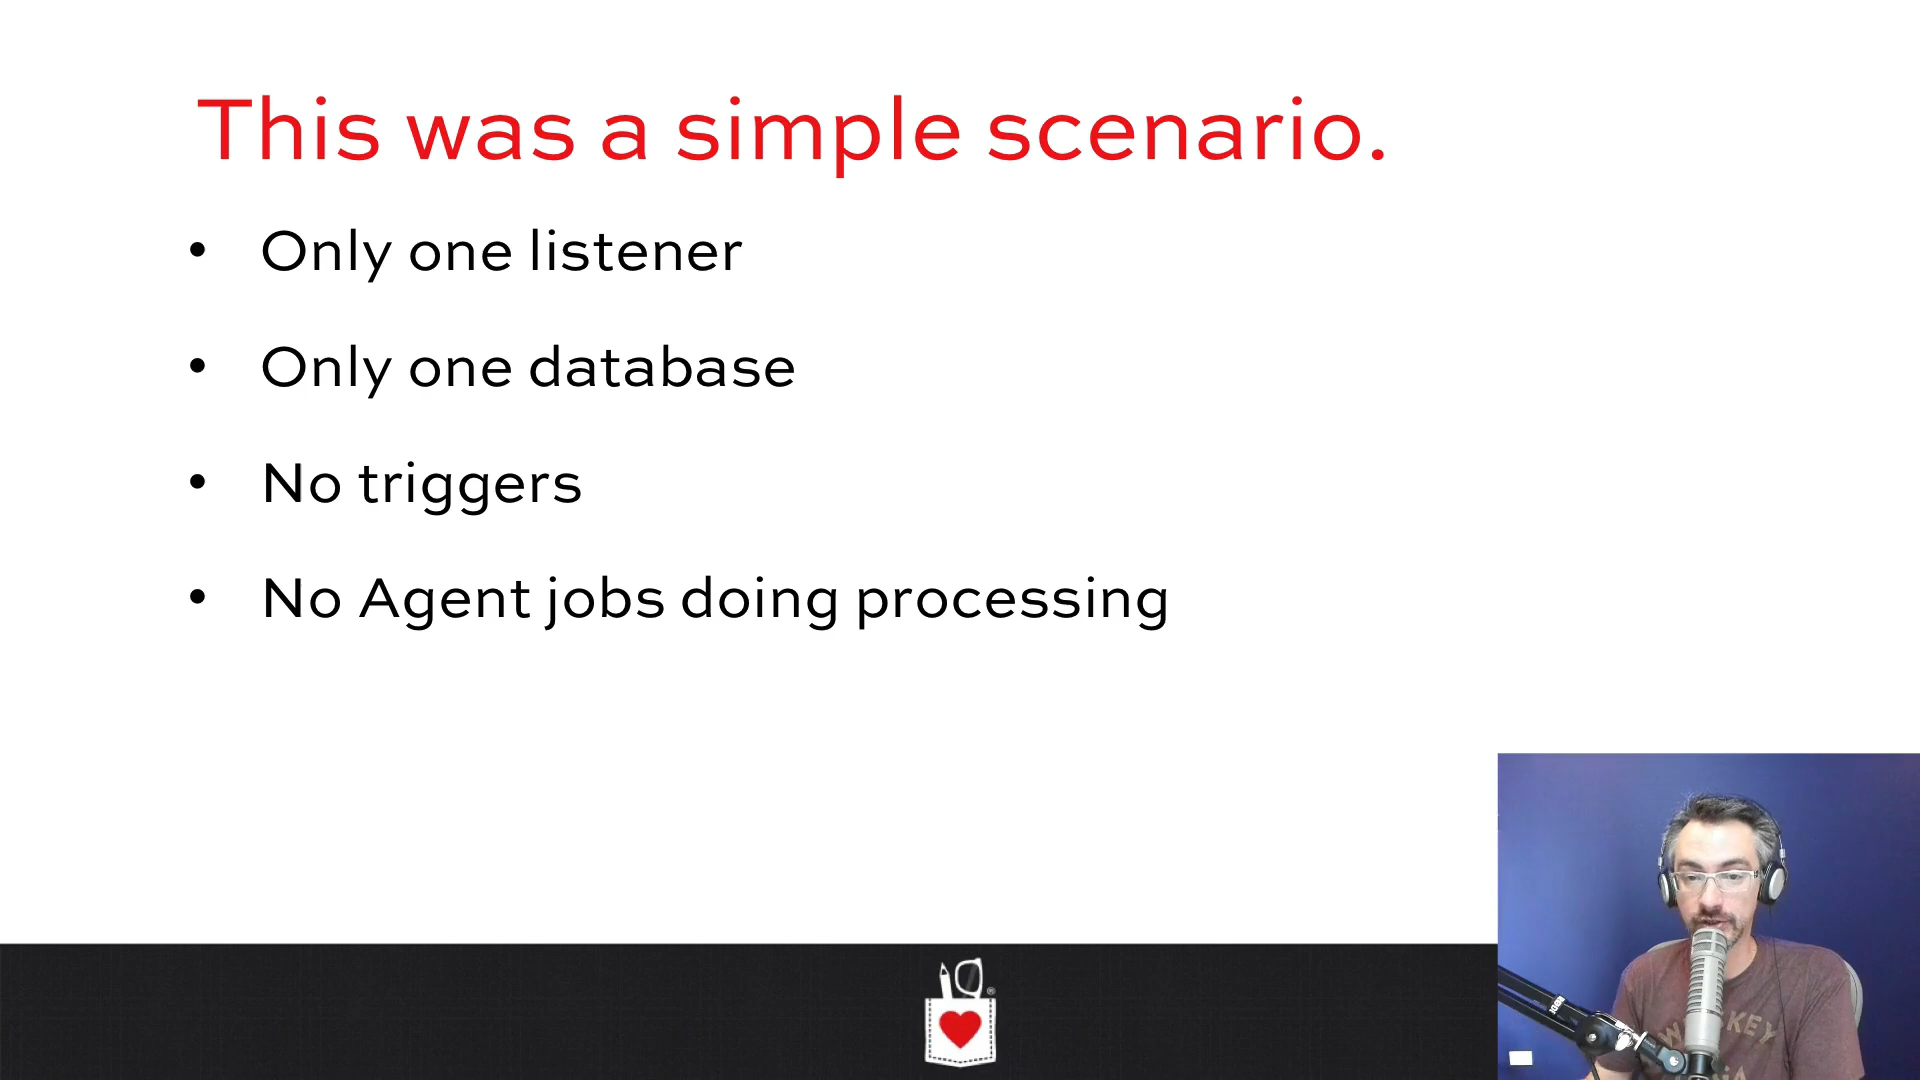 This was a simple scenario.
• Only one listener
• Only one database
• No triggers
• No Agent jobs doing processing
®